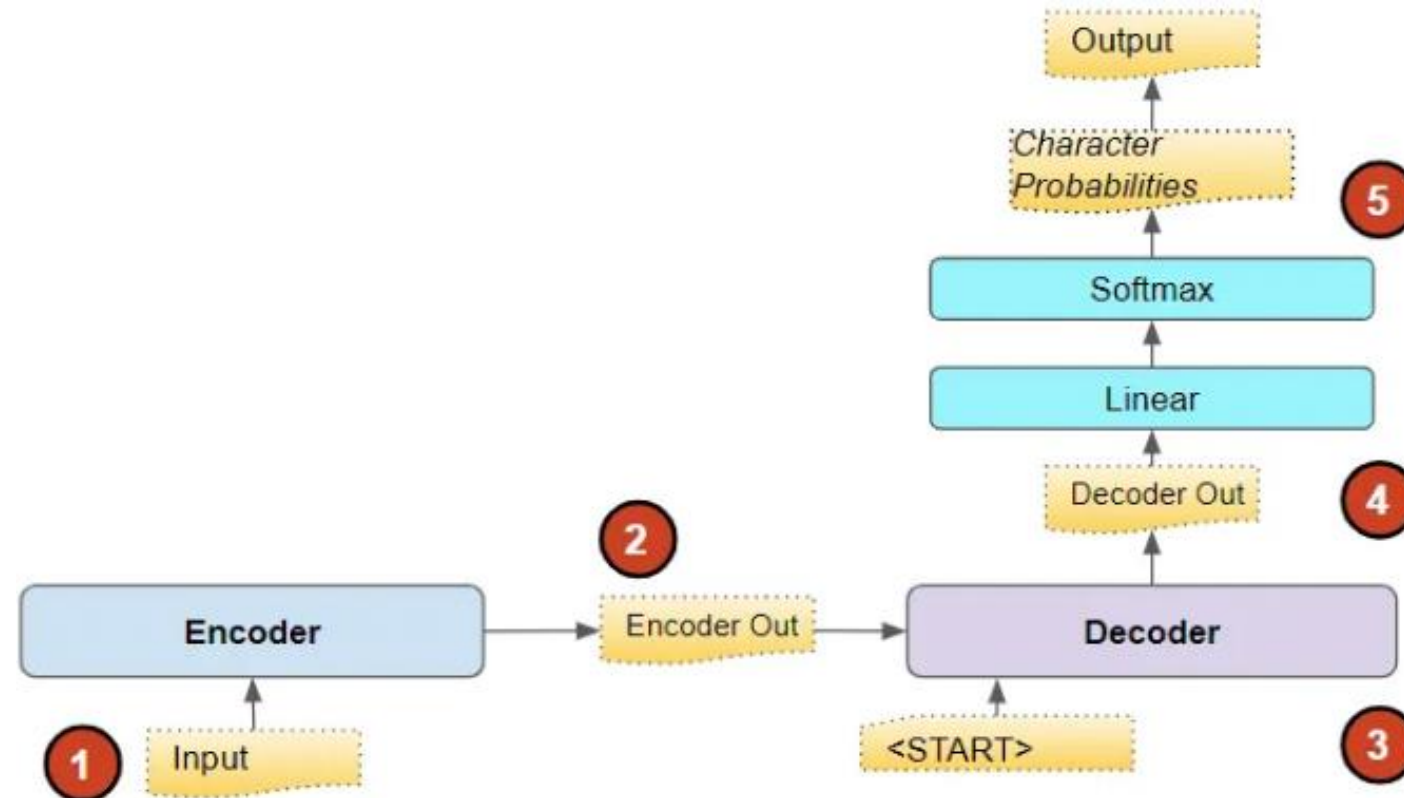 Output
Character
Probabilities
5
Softmax
Linear
Decoder Out
4
2
Encoder
Encoder Out
Decoder
1
Input
<START>
3